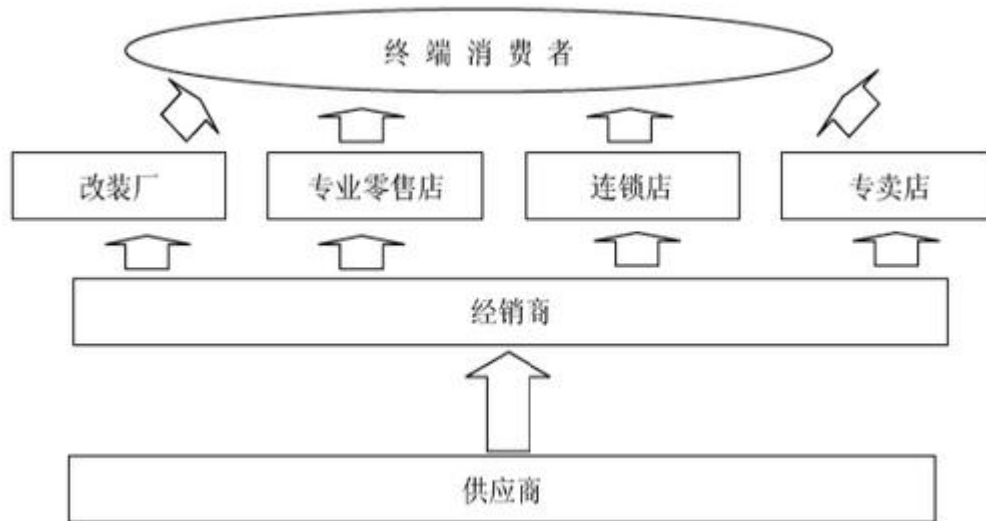 终端消费者
改装厂
专业零售店
连锁店
专卖店
经销商
供应商